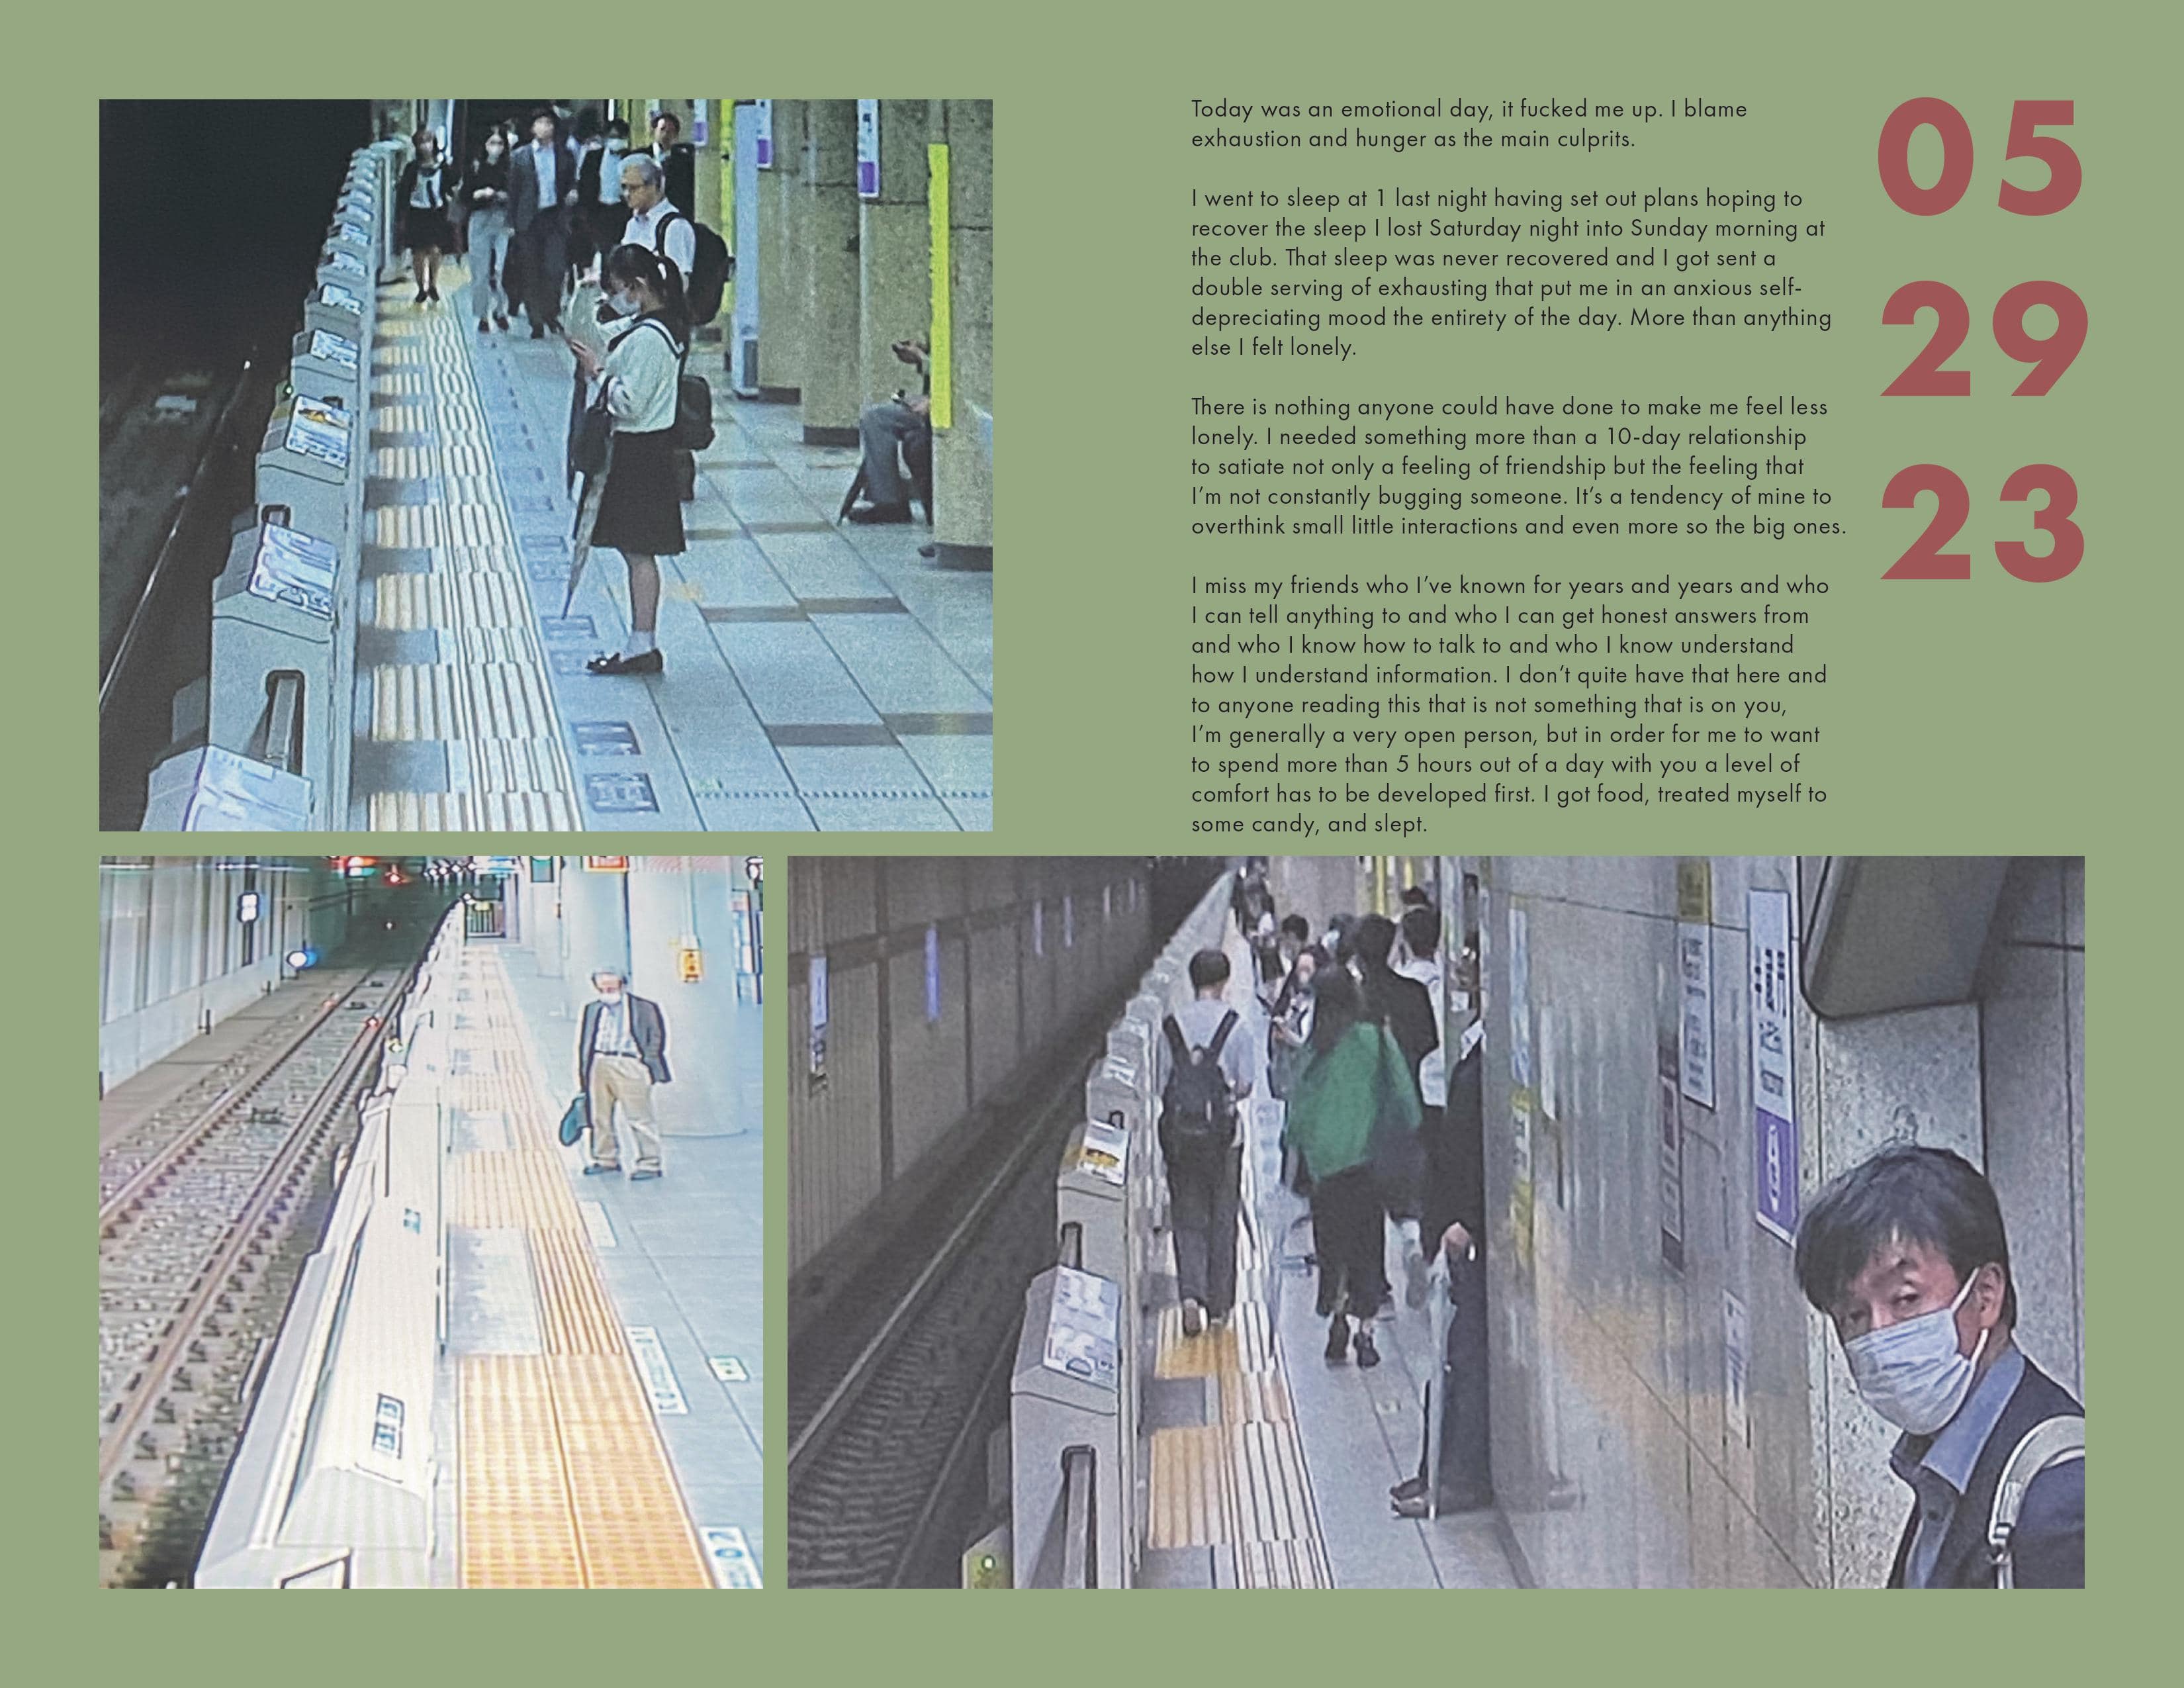 Today was an emotional day, it fucked me up. I blame
exhaustion and hunger as the main culprits.
I went to sleep at 1 last night having set out plans hoping to
recover the sleep I lost Saturday night into Sunday morning at
the club. That sleep was never recovered and I got sent a
double serving of exhausting that put me in an anxious self-
depreciating mood the entirety of the day. More than anything
else I felt lonely.
There is nothing anyone could have done to make me feel less
lonely. I needed something more than a 10-day relationship
to satiate not only a feeling of friendship but the feeling that
I’m not constantly bugging someone. It’s a tendency of mine to
overthink small little interactions and even more so the big ones.
I miss my friends who I’ve known for years and years and who
I can tell anything to and who I can get honest answers from
and who I know how to talk to and who I know understand
how I understand information. I don’t quite have that here and
to anyone reading this that is not something that is on you,
I’m generally a very open person, but in order for me to want
to spend more than 5 hours out of a day with you a level of
comfort has to be developed first. I got food, treated myself to
some candy, and slept.
05
29
23